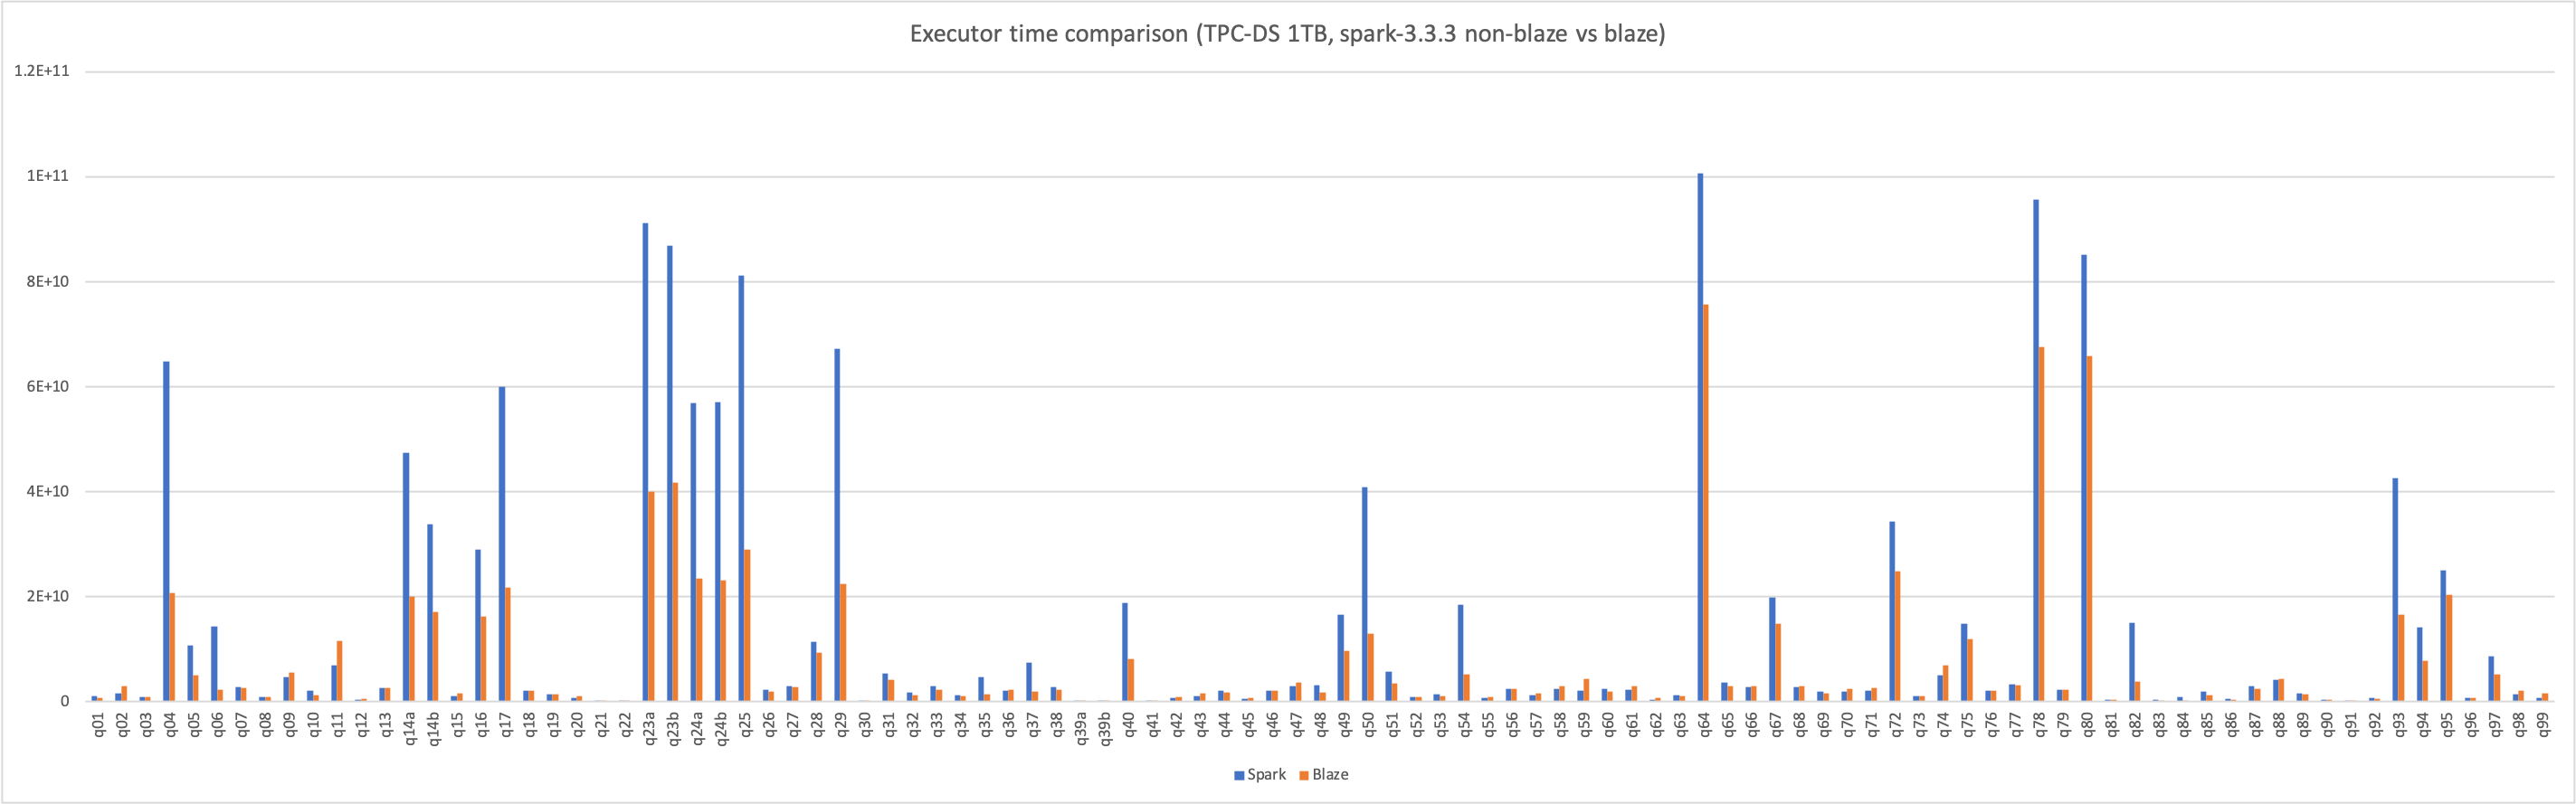 Executor time comparison (TPC-DS 1TB, spark-3.3.3 non-blaze vs blaze)
1.2E+11
1E+11
8E+10
6E+10
4E+10
2E+10
0
q01 q02 q03 q04 q05 q06 q07 q08 q09 q10 q11 q12 q13 q14a q14b q15 q16 q17 q18 q19 q20 q21 q22 q23a q23b q24a q24b q25 q26 q27 q28 q29 q30 q31 q32 q33 q34 q35 q36 q37 q38 q39a q39b q40 q41 q42 q43 q44 q45 q46 q47 q48 q49 q50 q51 q52 q53 q54 q55 q56 q57 q58 q59 q60 q61 q62 q63 q64 q65 q66 q67 q68 q69 q70 q71 q72 q73 q74 q75 q76 q77 q78 q79 q80 q81 q82 q83 q84 q85 q86 q87 q88 q89 q90 q91 q92 q93 q94 q95 q96 q97 q98 q99
Spark Blaze